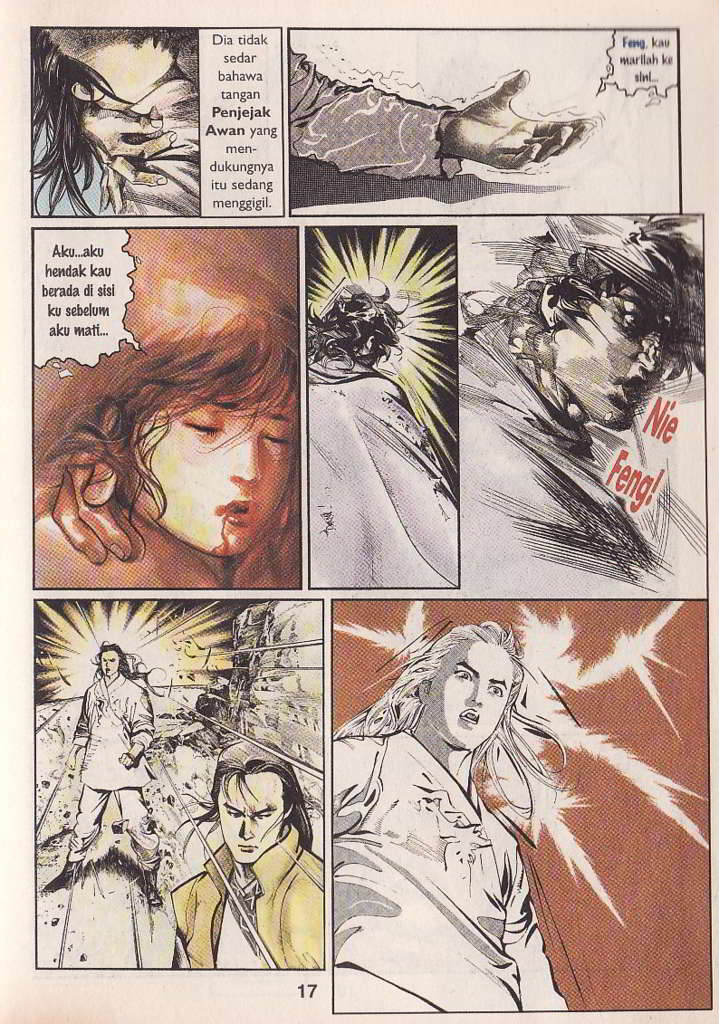 Dia tidak
sedar
bahawa
tangan
Penjejak
Awan yang
men-
dukungnya
itu sedang
menggigil.
Feng, kau
marilah ke
sini...
Aku...aku
hendak kau
berada di sisi
ku sebelum
aku mati...
Nie
Feng!
17